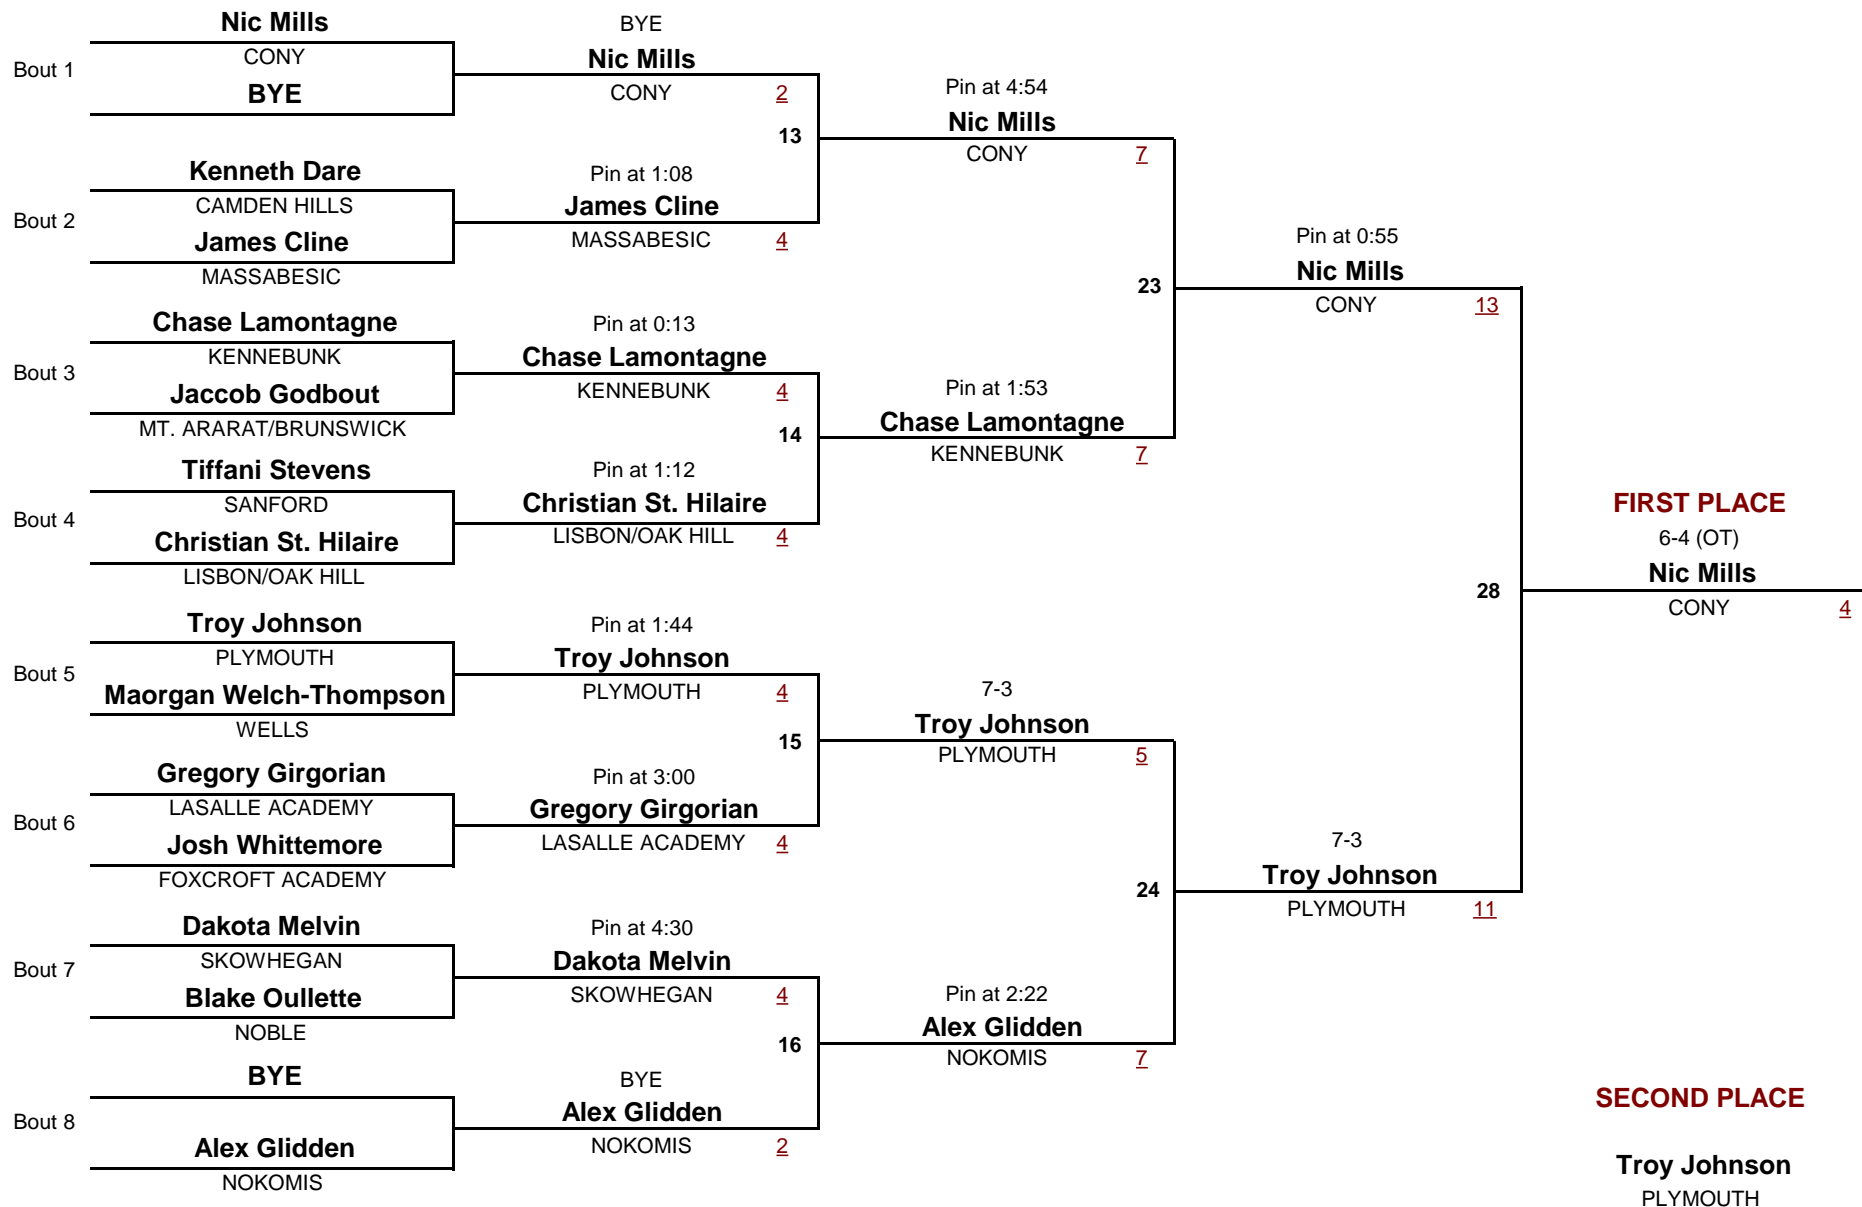 Bout 1
Nic Mills
CONY
BYE
Bout 2
Kenneth Dare
CAMDEN HILLS
James Cline
MASSABESIC
Bout 3
Chase Lamontagne
KENNEBUNK
Jaccob Godbout
MT. ARARAT/BRUNSWICK
Bout 4
Tiffani Stevens
SANFORD
Christian St. Hilaire
LISBON/OAK HILL
Bout 5
Troy Johnson
PLYMOUTH
Maorgan Welch-Thompson
WELLS
Bout 6
Gregory Girgorian
LASALLE ACADEMY
Josh Whittemore
FOXCROFT ACADEMY
Bout 7
Dakota Melvin
SKOWHEGAN
Blake Oullette
NOBLE
Bout 8
BYE
Alex Glidden
NOKOMIS
BYE
Nic Mills
CONY 2
13
Pin at 1:08
James Cline
MASSABESIC 4
Pin at 0:13
Chase Lamontagne
KENNEBUNK 4
14
Pin at 1:12
Christian St. Hilaire
LISBON/OAK HILL 4
Pin at 1:44
Troy Johnson
PLYMOUTH 4
15
Pin at 3:00
Gregory Girgorian
LASALLE ACADEMY 4
Pin at 4:30
Dakota Melvin
SKOWHEGAN 4
16
BYE
Alex Glidden
NOKOMIS 2
Pin at 4:54
Nic Mills
CONY 7
23
Pin at 1:53
Chase Lamontagne
KENNEBUNK 7
7-3
Troy Johnson
PLYMOUTH 5
24
Pin at 2:22
Alex Glidden
NOKOMIS 7
Pin at 0:55
Nic Mills
CONY 13
28
7-3
Troy Johnson
PLYMOUTH 11
FIRST PLACE
6-4 (OT)
Nic Mills
CONY 4
SECOND PLACE
Troy Johnson
PLYMOUTH